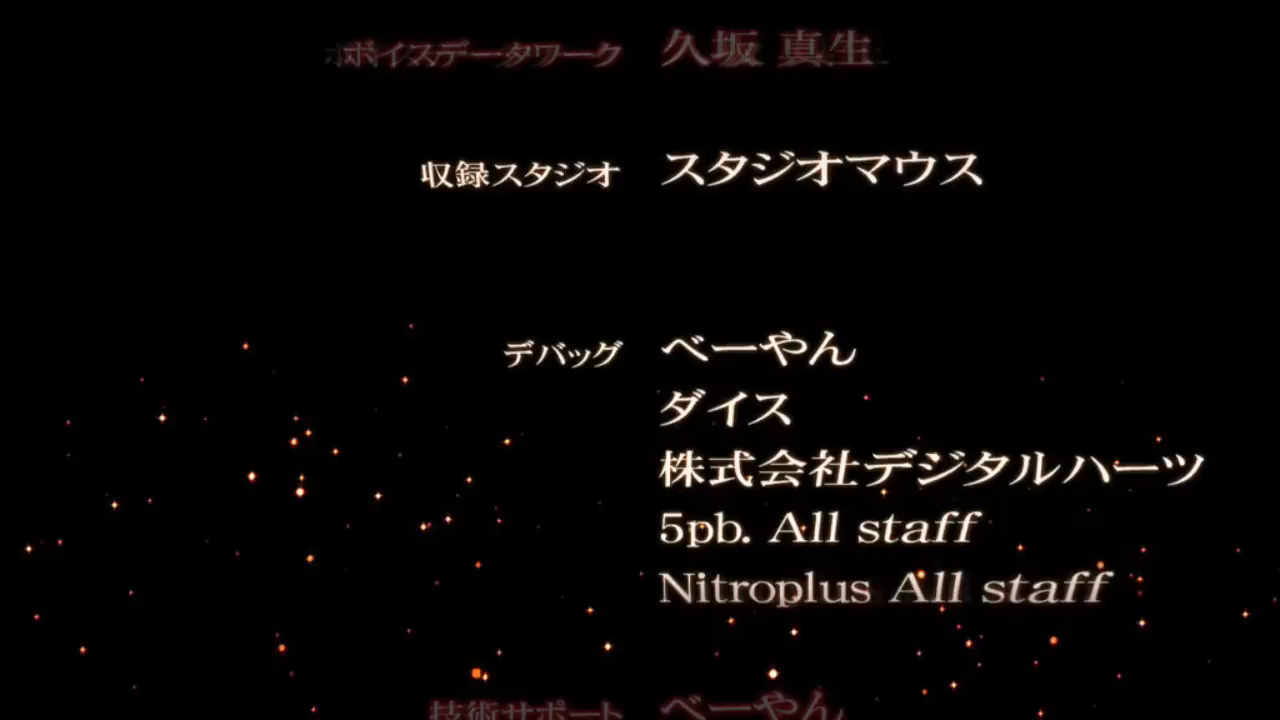 ボイスデータワーク 久坂 真生
収録スタジオ スタジオマウス
デバッグ べーやん
ダイス
株式会社デジタルハーツ
5pb. All staff
Nitroplus All staff
技術サポート べーやん